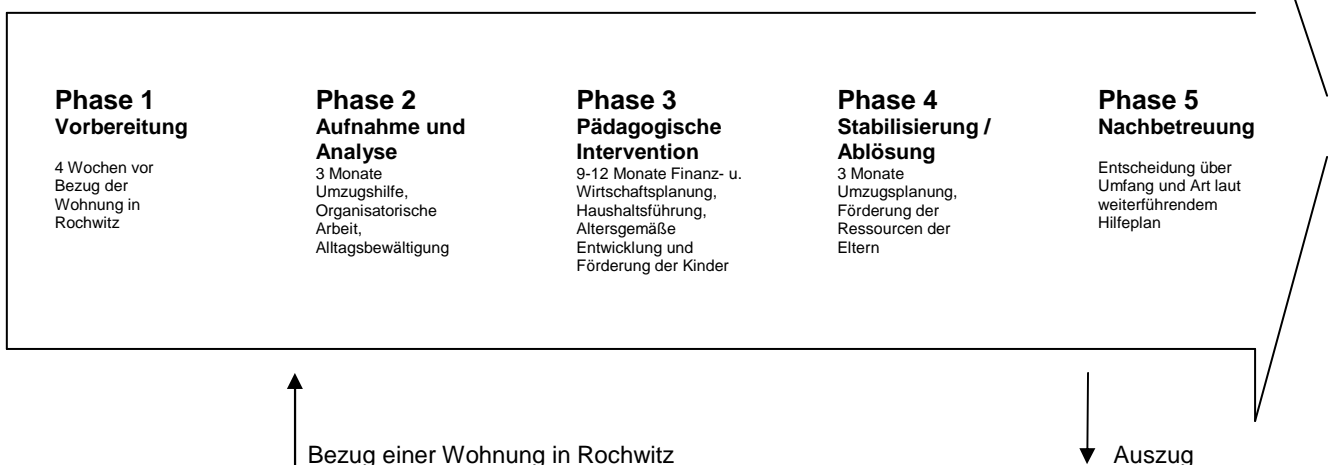 Phase 1
Vorbereitung
4 Wochen vor
Bezug der
Wohnung in
Rochwitz
Phase 2
Aufnahme und
Analyse
3 Monate
Umzugshilfe,
Organisatorische
Arbeit,
Alltagsbewältigung
Phase 3
Pädagogische
Intervention
9-12 Monate Finanz- u.
Wirtschaftsplanung,
Haushaltsführung,
Altersgemäße
Entwicklung und
Förderung der Kinder
Phase 4
Stabilisierung /
Ablösung
3 Monate
Umzugsplanung,
Förderung der
Ressourcen der
Eltern
Phase 5
Nachbetreuung
Entscheidung über
Umfang und Art laut
weiterführendem
Hilfeplan
Bezug einer Wohnung in Rochwitz
Auszug